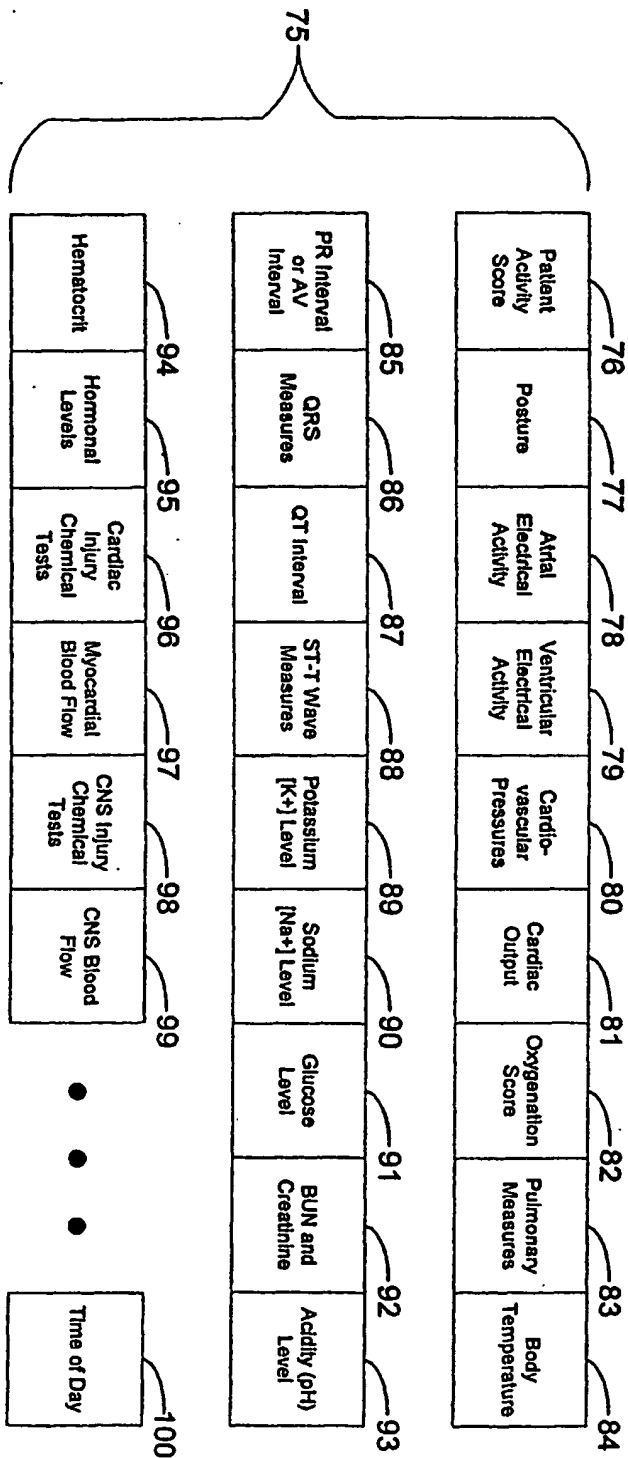 75
76
77
78
79
80
81
82
83
84
Patient
Activity
Score
Posture
Atrial
Electrical
Activity
Ventricular
Electrical
Activity
Cardio-
vascular
Pressures
Cardiac
Output
Oxygenation
Score
Pulmonary
Measures
Body
Temperature
85
86
87
88
89
90
91
92
93
PR Interval
or AV
Interval
QRS
Measures
QT Interval
ST-T Wave
Measures
Potassium
[K+] Level
Sodium
[Na+] Level
Glucose
Level
BUN and
Creatinine
Acidity (pH)
Level
94
95
96
97
98
99
100
Hematocrit
Hormonal
Levels
Cardiac
Injury
Chemical
Tests
Myocardial
Blood Flow
CNS Injury
Chemical
Tests
CNS Blood
Flow
Time of Day